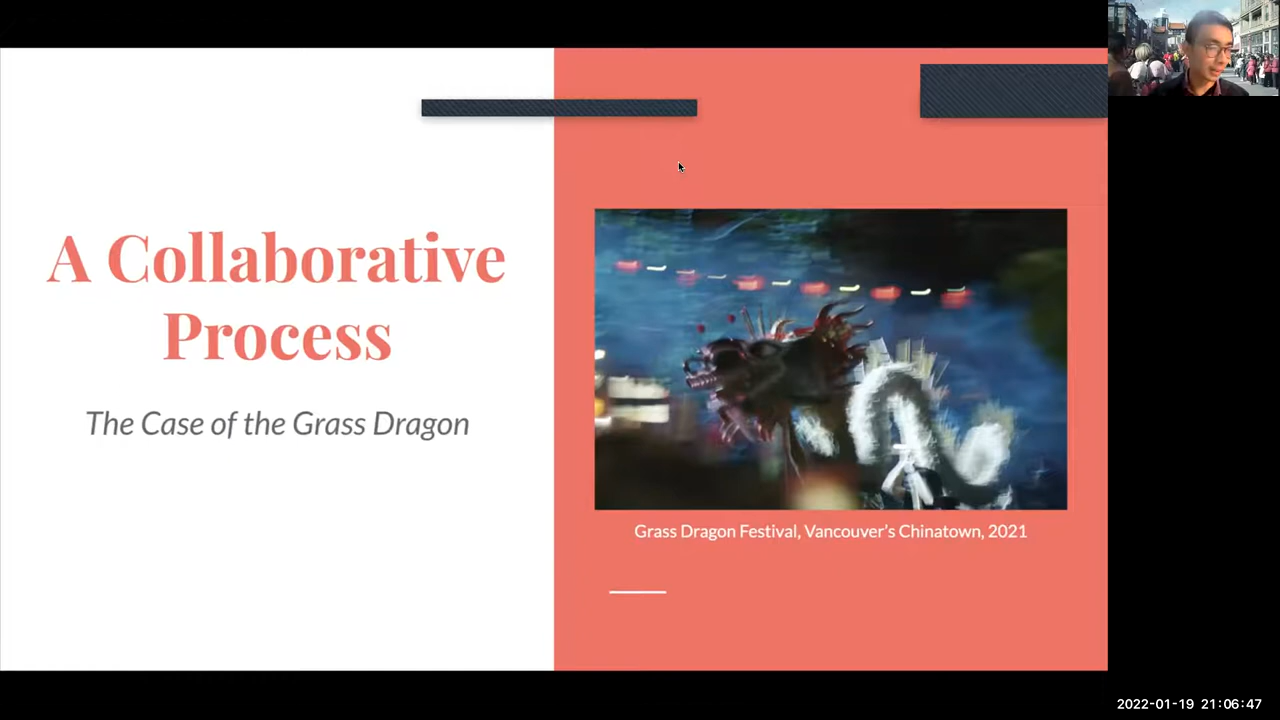 A Collaborative
Process
The Case of the Grass Dragon
Grass Dragon Festival, Vancouver’s Chinatown, 2021
2022-01-19 21:06:47